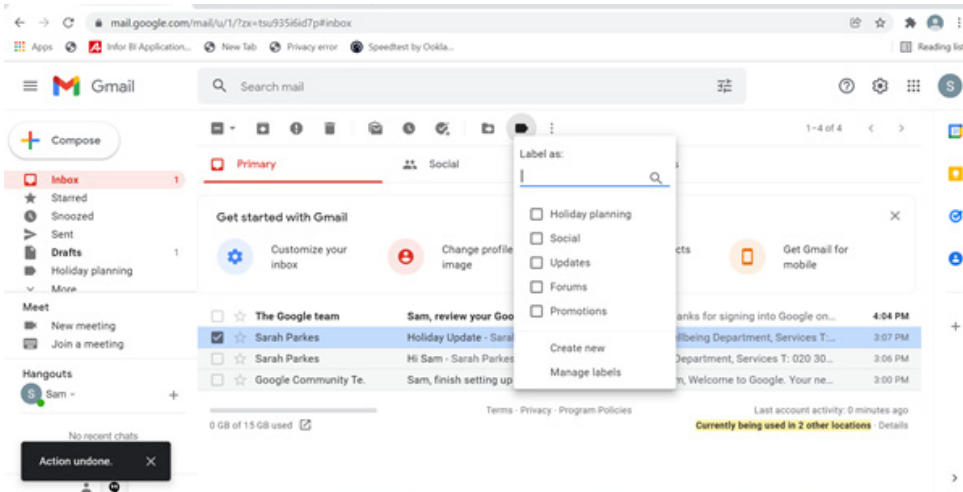 mail.google.com/mail/u/1/?zx=tsu935i6id7p#inbox
Apps
Infor BI Application...
New Tab
Privacy error
Speedtest by Ookla...
Reading list
Gmail
Search mail
S
Compose
1–4 of 4
Label as:
Primary
Social
Inbox 1
Starred
Snoozed
Sent
Drafts 1
Holiday planning
More
Get started with Gmail
Customize your
inbox
Change profile
image
Get Gmail for
mobile
Holiday planning
Social
Updates
Forums
Promotions
Create new
Manage labels
Meet
New meeting
Join a meeting
Hangouts
S Sam
No recent chats
The Google team Sam, review your Goo anks for signing into Google on... 4:04 PM
Sarah Parkes Holiday Update - Saral llbeing Department, Services T:... 3:07 PM
Sarah Parkes Hi Sam - Sarah Parkes Department, Services T: 020 30... 3:06 PM
Google Community Te. Sam, finish setting up m, Welcome to Google. Your ne... 3:00 PM
0 GB of 15 GB used
Terms · Privacy · Program Policies
Last account activity: 0 minutes ago
Currently being used in 2 other locations · Details
Action undone.